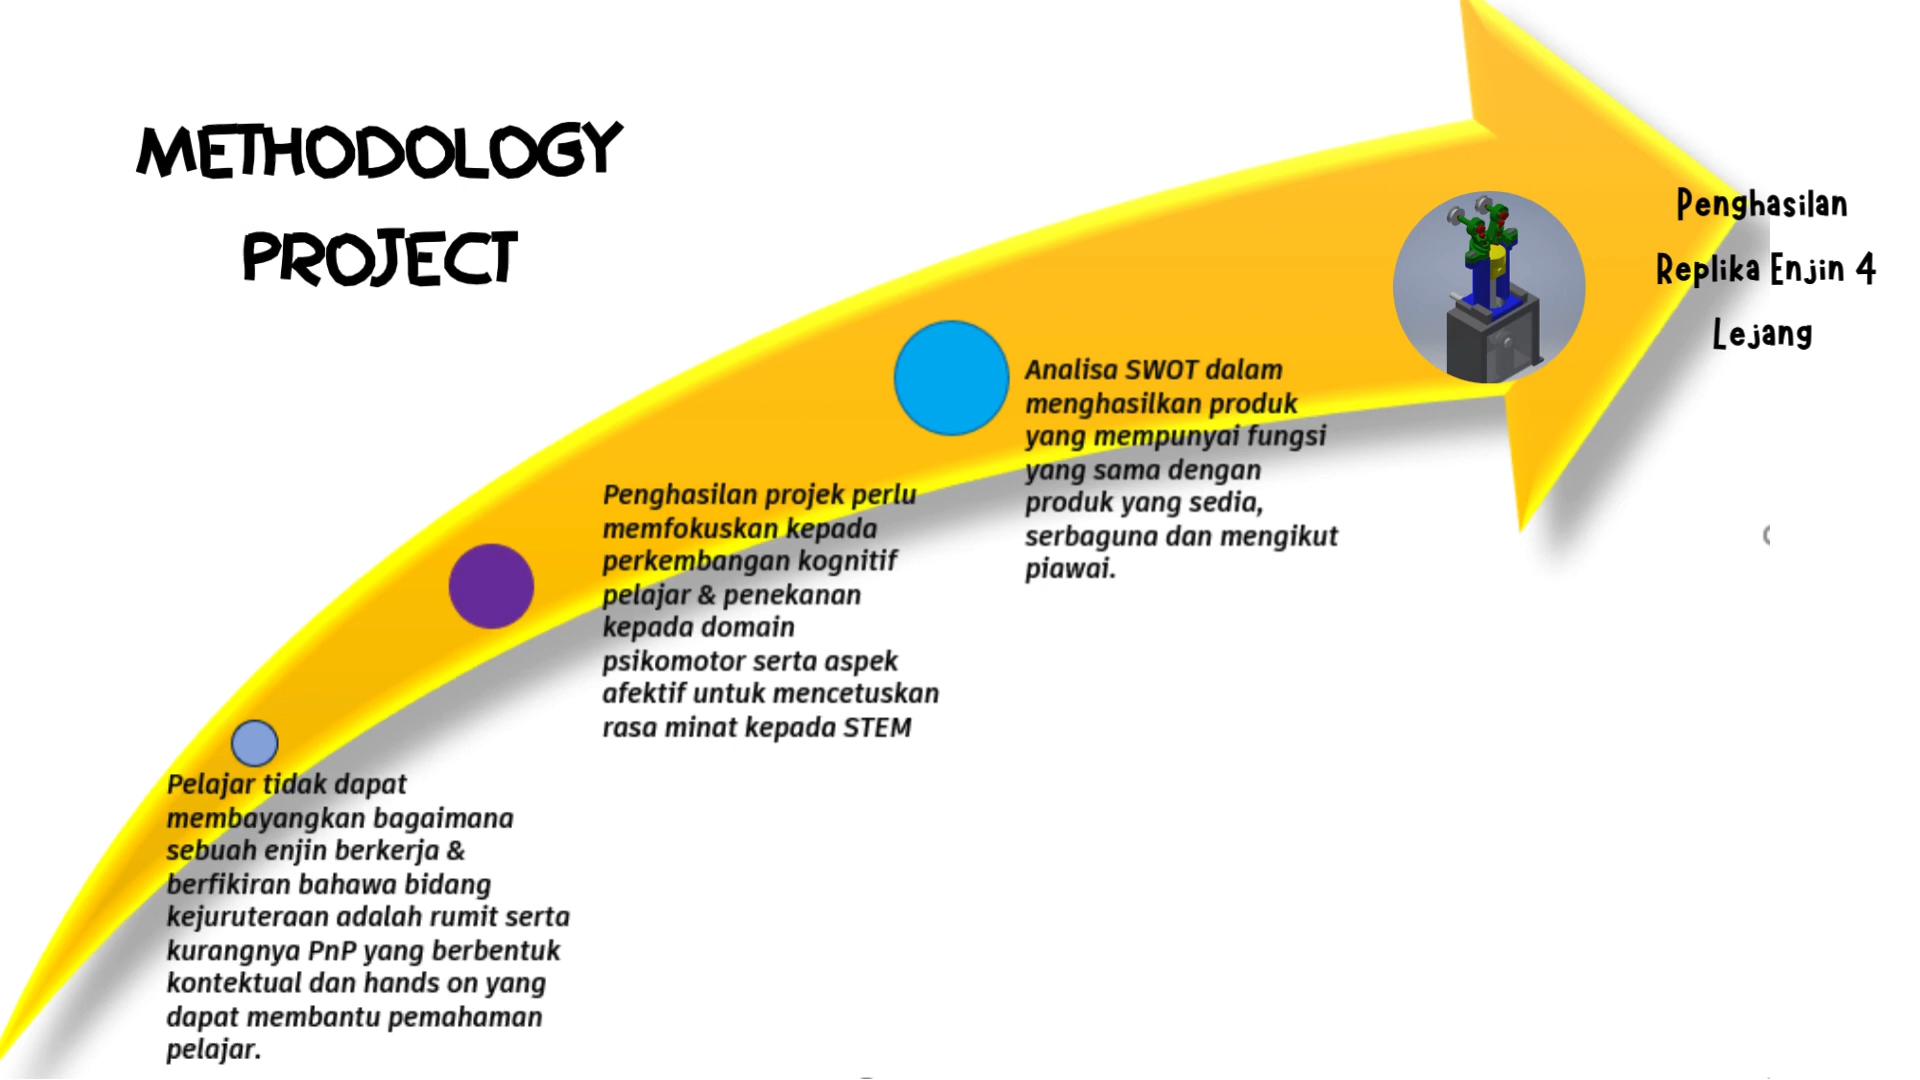 METHODOLOGY
PROJECT
Penghasilan
Replika Enjin 4
Lejang
Analisa SWOT dalam
menghasilkan produk
yang mempunyai fungsi
yang sama dengan
produk yang sedia,
serbaguna dan mengikut
piawai.
Penghasilan projek perlu
memfokuskan kepada
perkembangan kognitif
pelajar & penekanan
kepada domain
psikomotor serta aspek
afektif untuk mencetuskan
rasa minat kepada STEM
Pelajar tidak dapat
membayangkan bagaimana
sebuah enjin berkerja &
berfikiran bahawa bidang
kejuruteraan adalah rumit serta
kurangnya PnP yang berbentuk
kontektual dan hands on yang
dapat membantu pemahaman
pelajar.